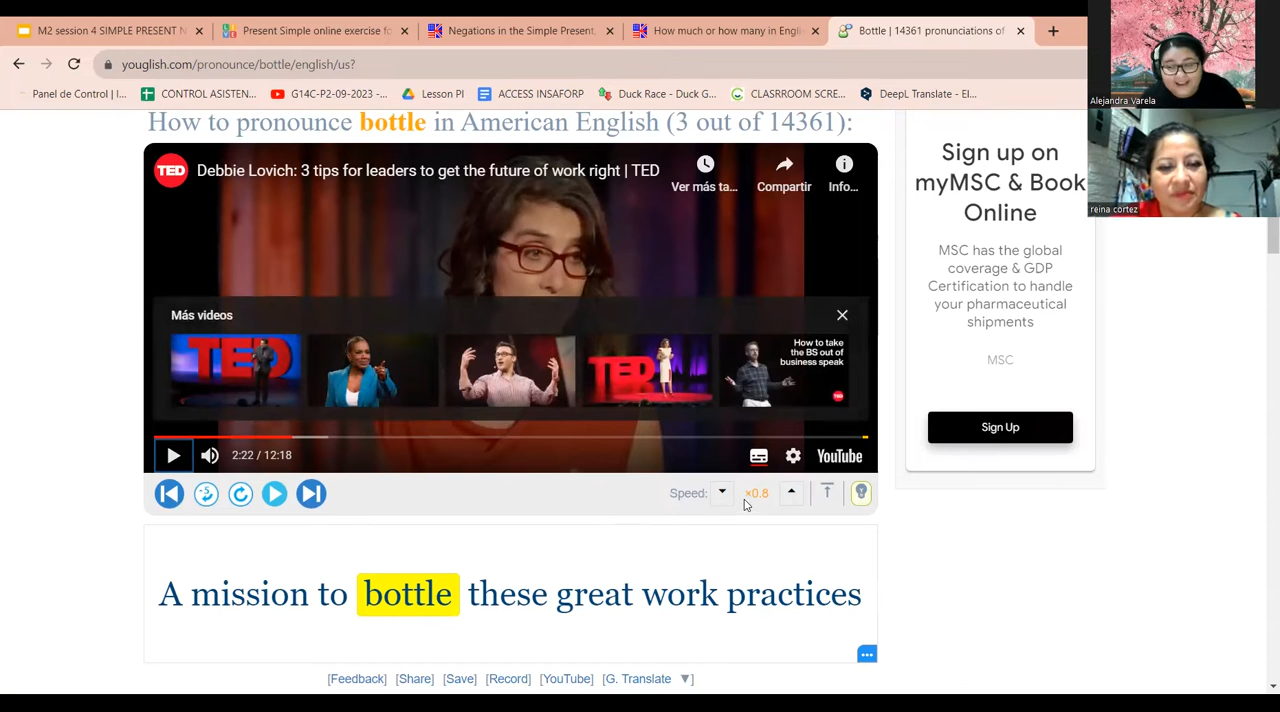 M2 session 4 SIMPLE PRESENT N
Present Simple online exercise fo
Negations in the Simple Present,
How much or how many in Engli
Bottle | 14361 pronunciations of
youglish.com/pronounce/bottle/english/us?
Panel de Control | I...
CONTROL ASISTEN...
G14C-P2-09-2023 -...
Lesson PI
ACCESS INSAFORP
Duck Race - Duck G...
CLASRROOM SCRE...
DeepL Translate - El...
Alejandra Varela
reina cortez
How to pronounce bottle in American English (3 out of 14361):
TED
Debbie Lovich: 3 tips for leaders to get the future of work right | TED
Ver más ta...
Compartir
Info...
Más videos
TED
TED
How to take
the BS out of
business speak
2:22 / 12:18
YouTube
Speed:
×0.8
A mission to bottle these great work practices
[Feedback] [Share] [Save] [Record] [YouTube] [G. Translate ▼]
Sign up on
myMSC & Book
Online
MSC has the global
coverage & GDP
Certification to handle
your pharmaceutical
shipments
MSC
Sign Up